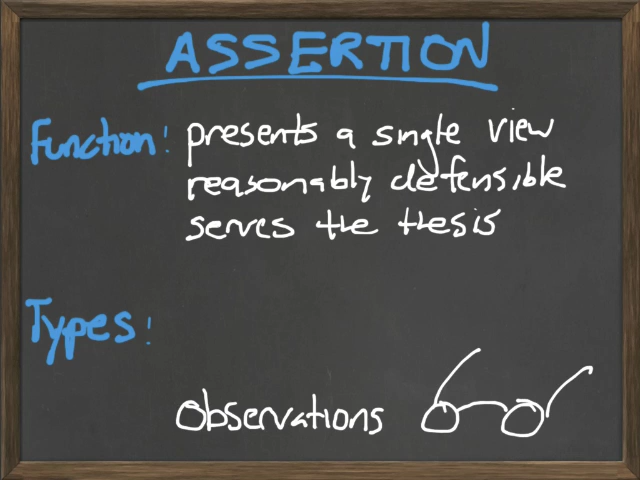 ASSERTION
Function: presents a single view
reasonably defensible
serves the thesis
Types:
Observations